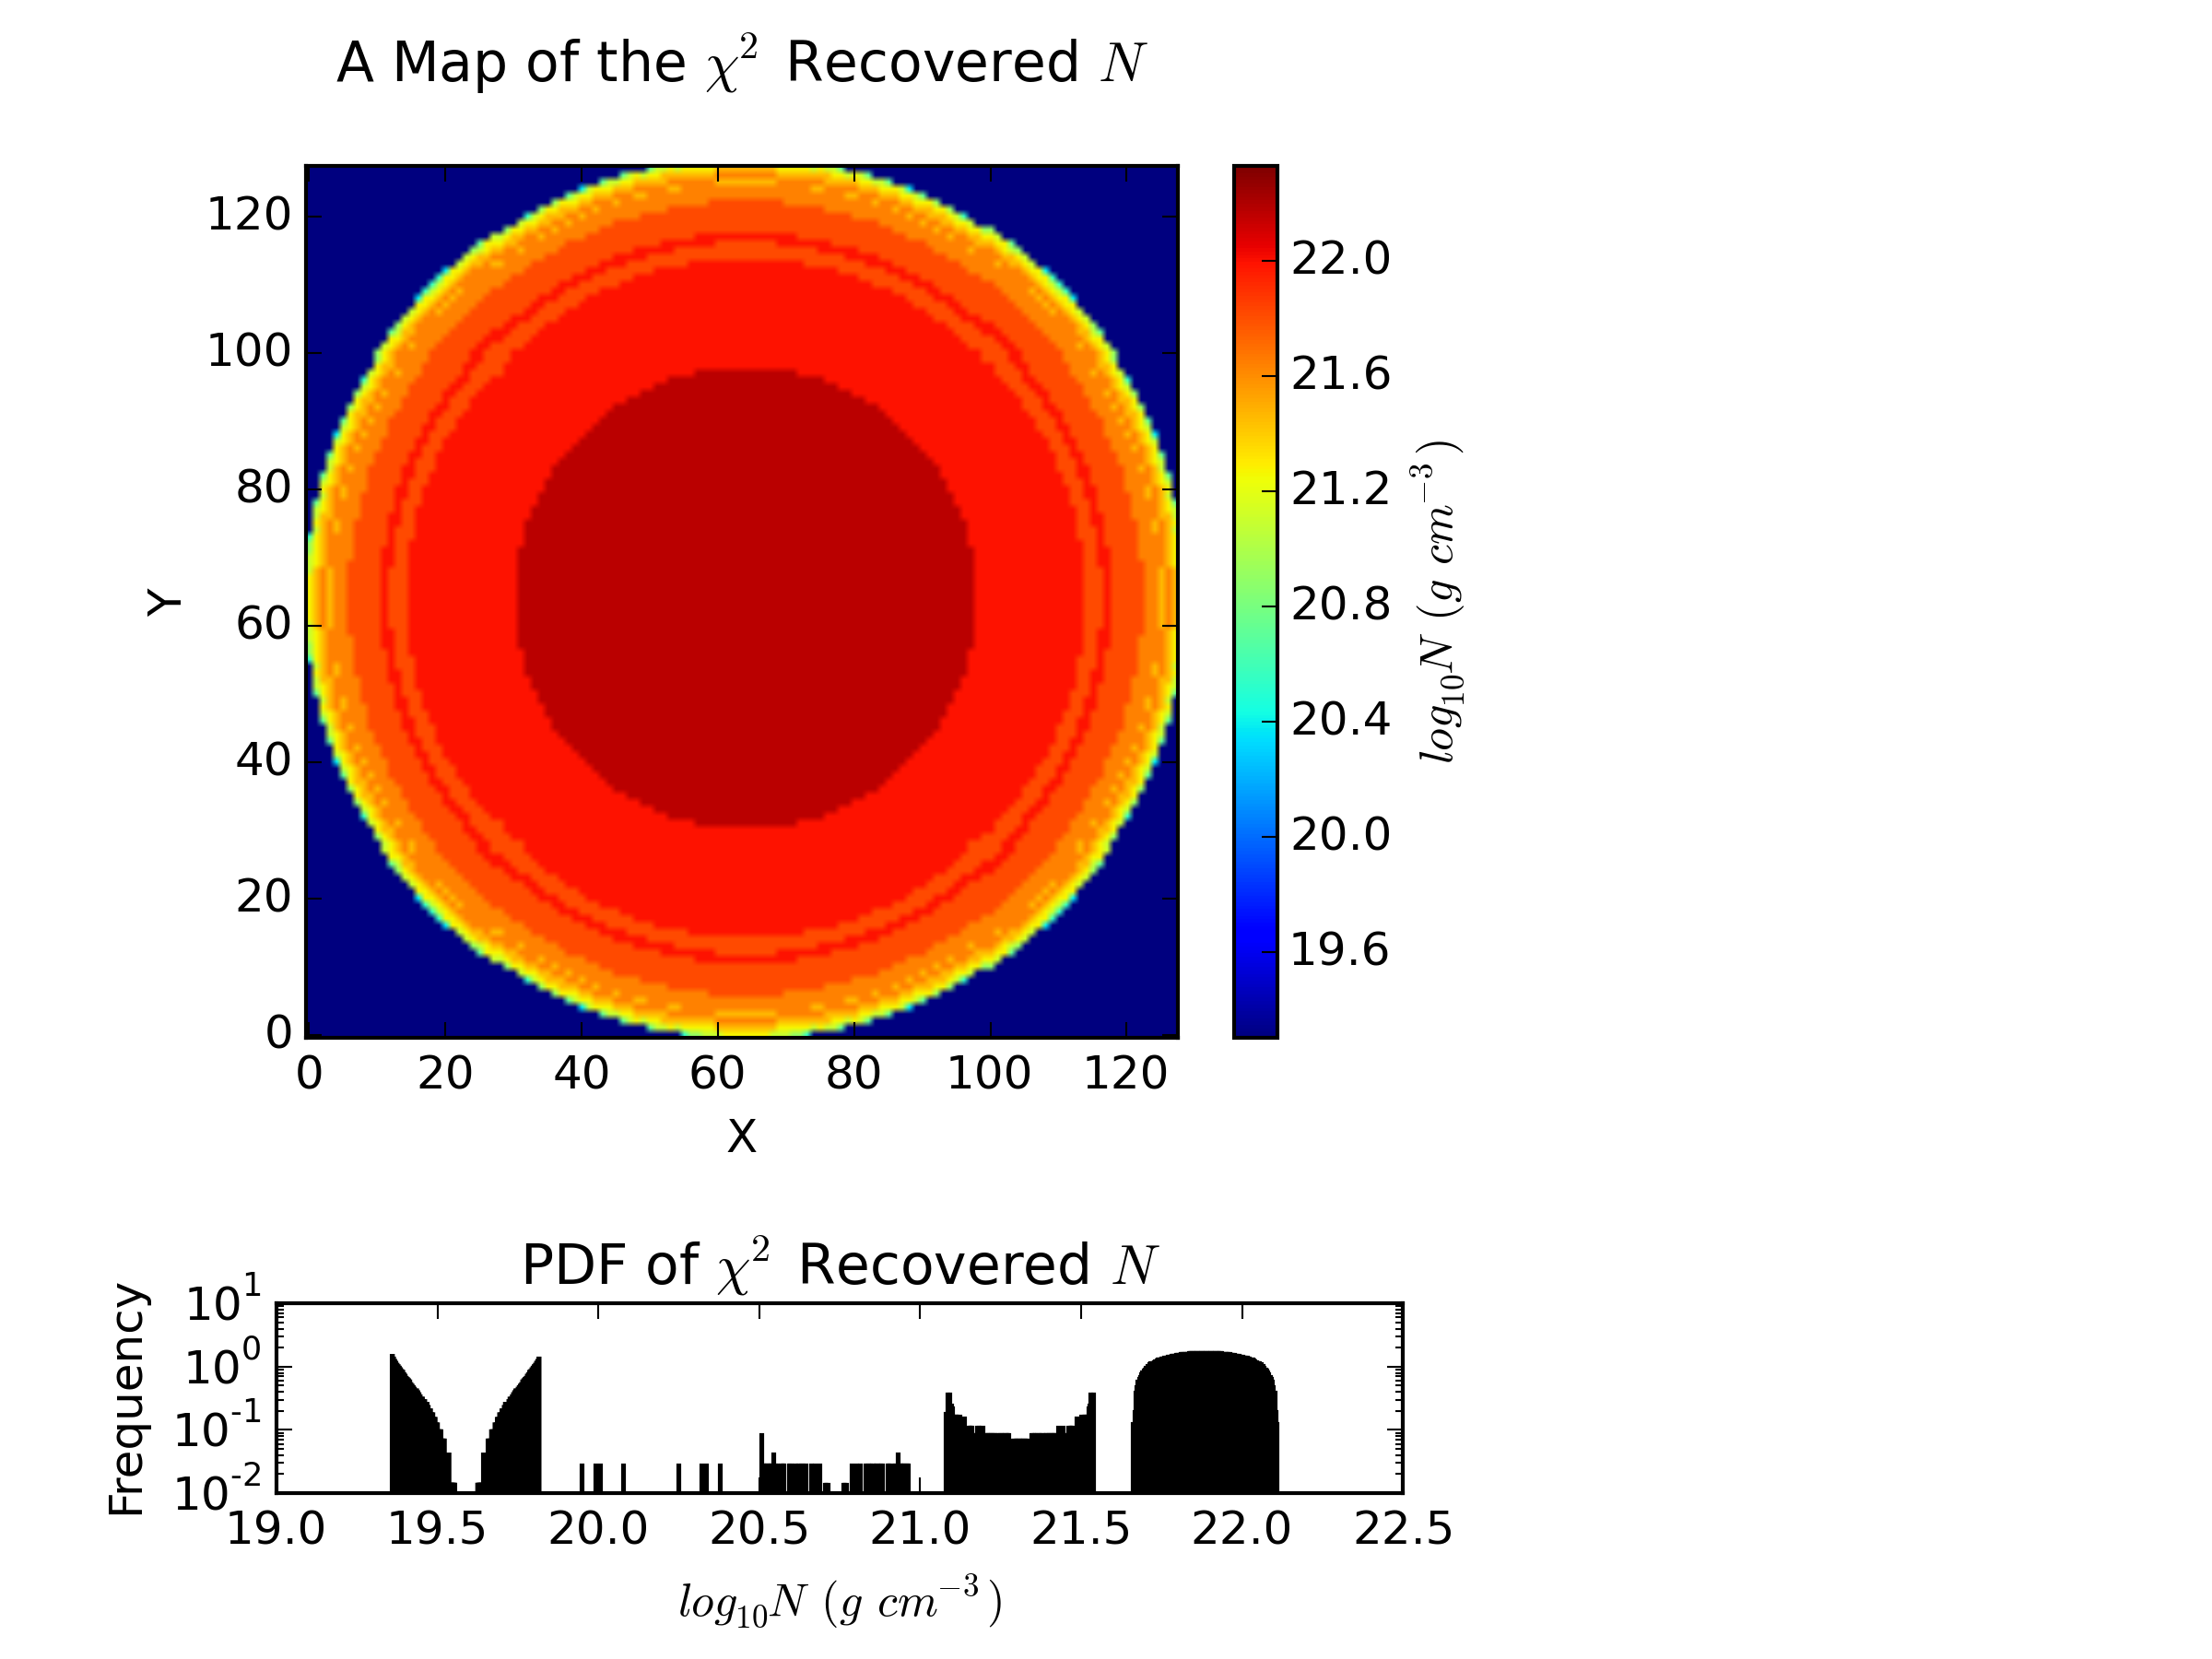 A Map of the χ² Recovered N
120
100
80
60
40
20
0
Y
0 20 40 60 80 100 120
X
22.0
21.6
21.2
20.8
20.4
20.0
19.6
log₁₀N (g cm⁻³)
PDF of χ² Recovered N
Frequency
10¹
10⁰
10⁻¹
10⁻²
19.0 19.5 20.0 20.5 21.0 21.5 22.0 22.5
log₁₀N (g cm⁻³)